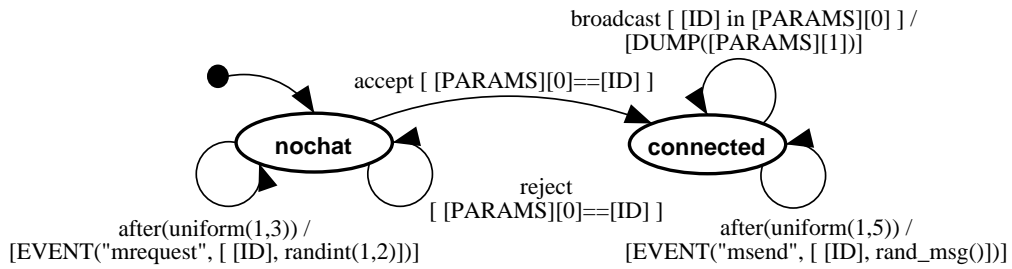 broadcast [ [ID] in [PARAMS][0] ] /
[DUMP([PARAMS][1])]
accept [ [PARAMS][0]==[ID] ]
nochat
connected
reject
[ [PARAMS][0]==[ID] ]
after(uniform(1,3)) /
[EVENT("mrequest", [ [ID], randint(1,2)])]
after(uniform(1,5)) /
[EVENT("msend", [ [ID], rand_msg()])]